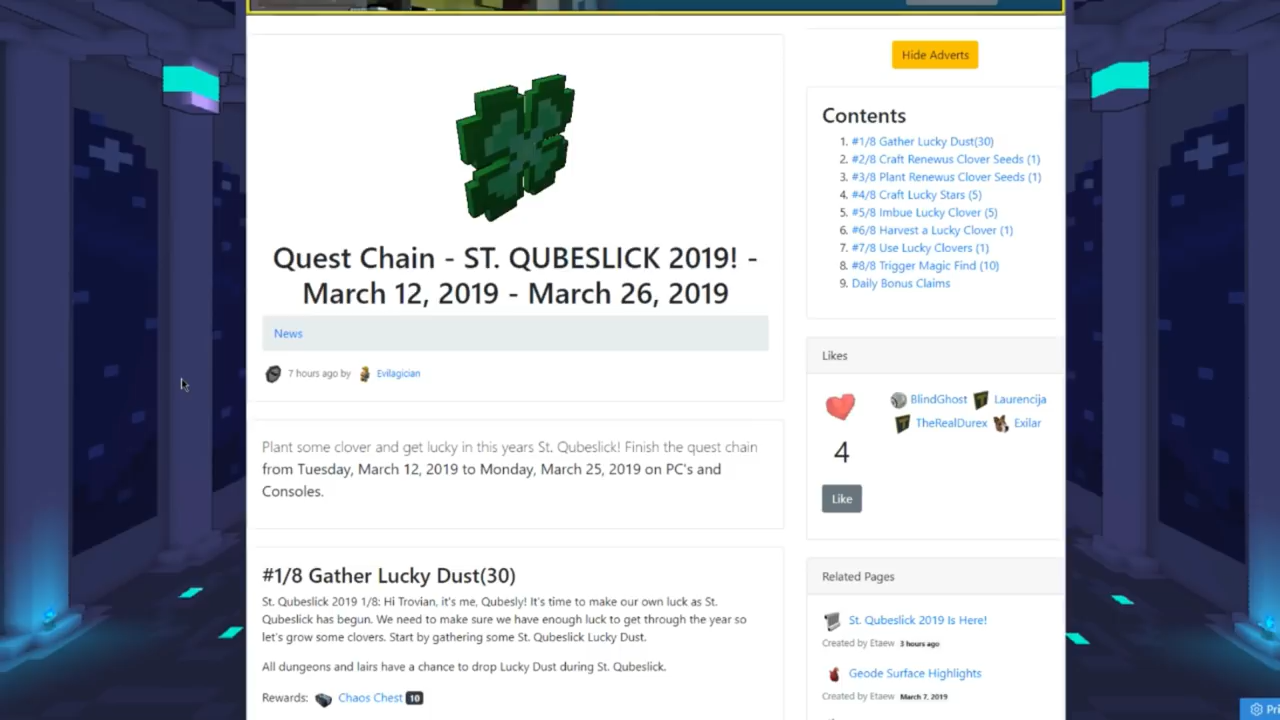 Quest Chain - ST. QUBESLICK 2019! -
March 12, 2019 - March 26, 2019
News
7 hours ago by Evilagician
Plant some clover and get lucky in this years St. Qubeslick! Finish the quest chain
from Tuesday, March 12, 2019 to Monday, March 25, 2019 on PC's and
Consoles.
#1/8 Gather Lucky Dust(30)
St. Qubeslick 2019 1/8: Hi Trovian, it's me, Qubesly! It's time to make our own luck as St.
Qubeslick has begun. We need to make sure we have enough luck to get through the year so
let's grow some clovers. Start by gathering some St. Qubeslick Lucky Dust.
All dungeons and lairs have a chance to drop Lucky Dust during St. Qubeslick.
Rewards: Chaos Chest 10
Hide Adverts
Contents
1. #1/8 Gather Lucky Dust(30)
2. #2/8 Craft Renewus Clover Seeds (1)
3. #3/8 Plant Renewus Clover Seeds (1)
4. #4/8 Craft Lucky Stars (5)
5. #5/8 Imbue Lucky Clover (5)
6. #6/8 Harvest a Lucky Clover (1)
7. #7/8 Use Lucky Clovers (1)
8. #8/8 Trigger Magic Find (10)
9. Daily Bonus Claims
Likes
BlindGhost Laurencija
TheRealDurex Exilar
4
Like
Related Pages
St. Qubeslick 2019 Is Here!
Created by Etaew 3 hours ago
Geode Surface Highlights
Created by Etaew March 7, 2019
Pri